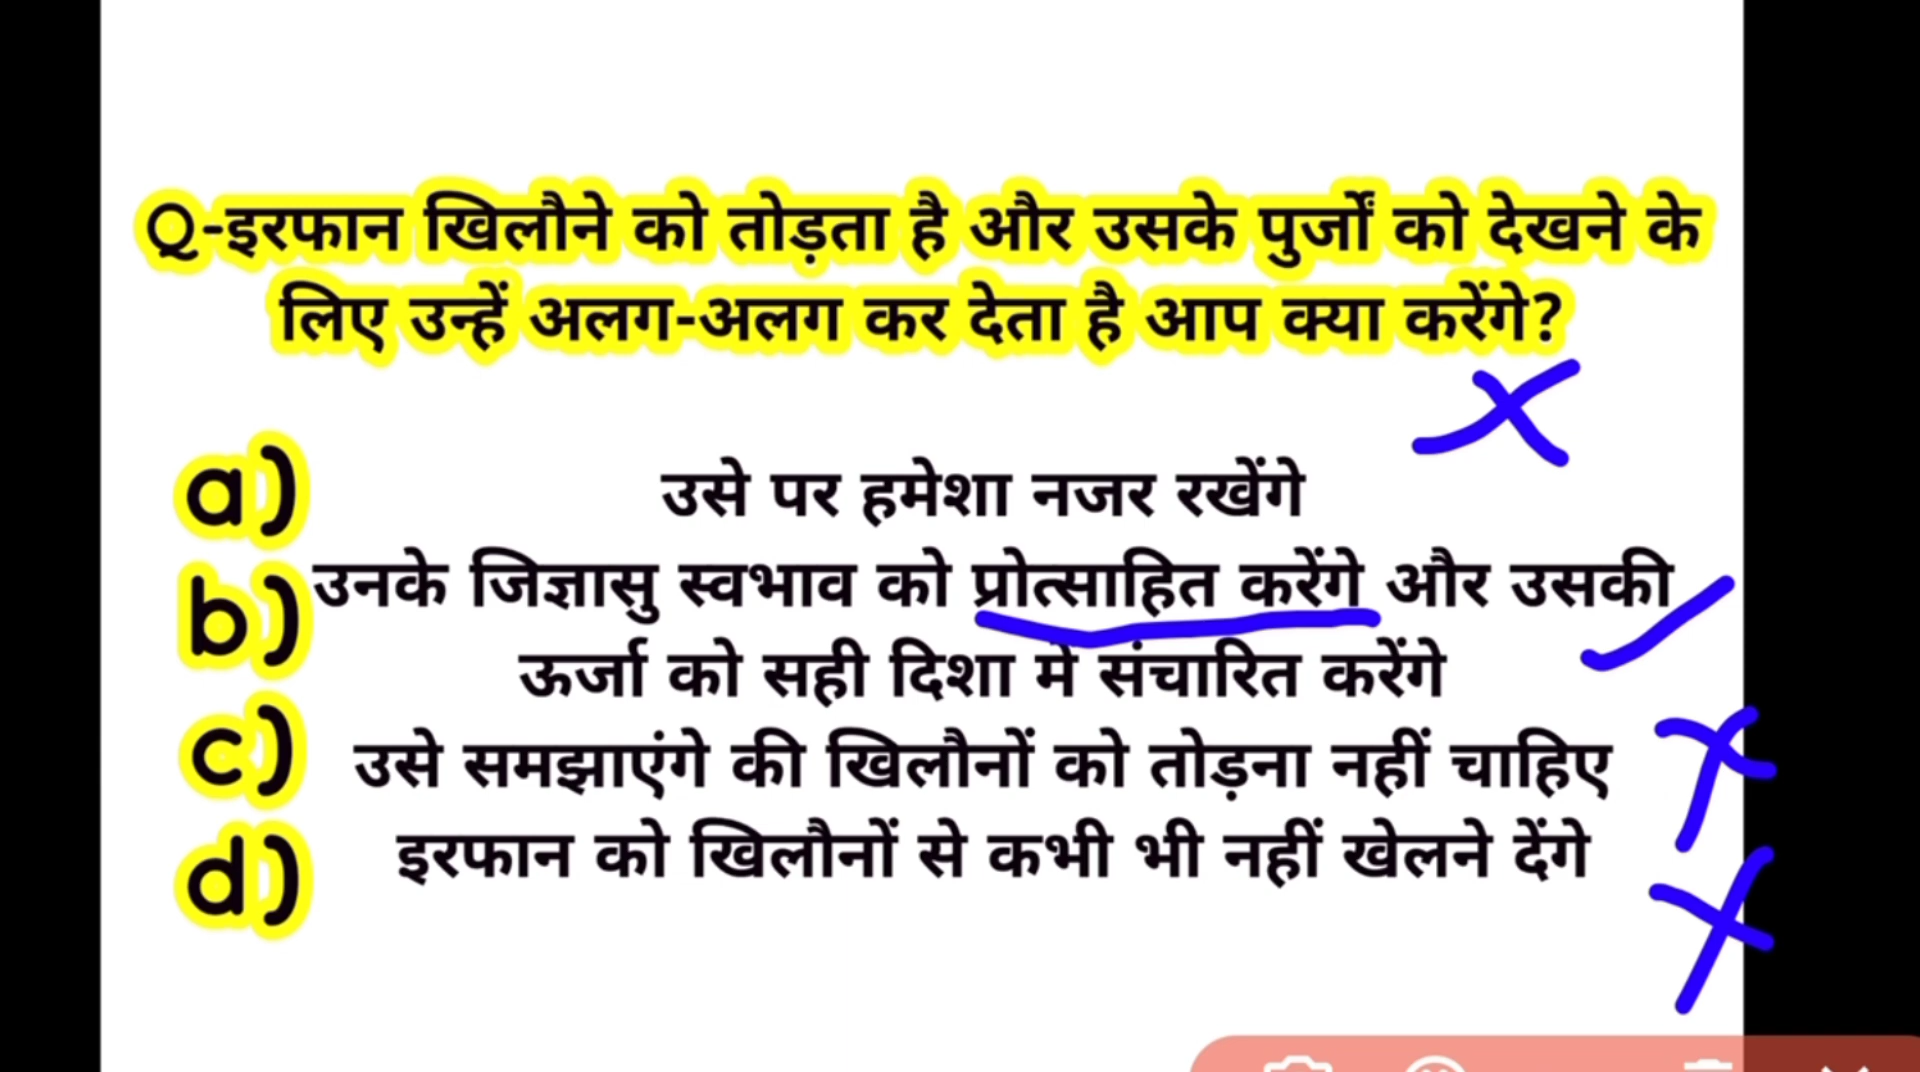 Q-इरफान खिलौने को तोड़ता है और उसके पुर्जों को देखने के
लिए उन्हें अलग-अलग कर देता है आप क्या करेंगे?
a) उसे पर हमेशा नजर रखेंगे
b) उनके जिज्ञासु स्वभाव को प्रोत्साहित करेंगे और उसकी
ऊर्जा को सही दिशा में संचारित करेंगे
c) उसे समझाएंगे की खिलौनों को तोड़ना नहीं चाहिए
d) इरफान को खिलौनों से कभी भी नहीं खेलने देंगे